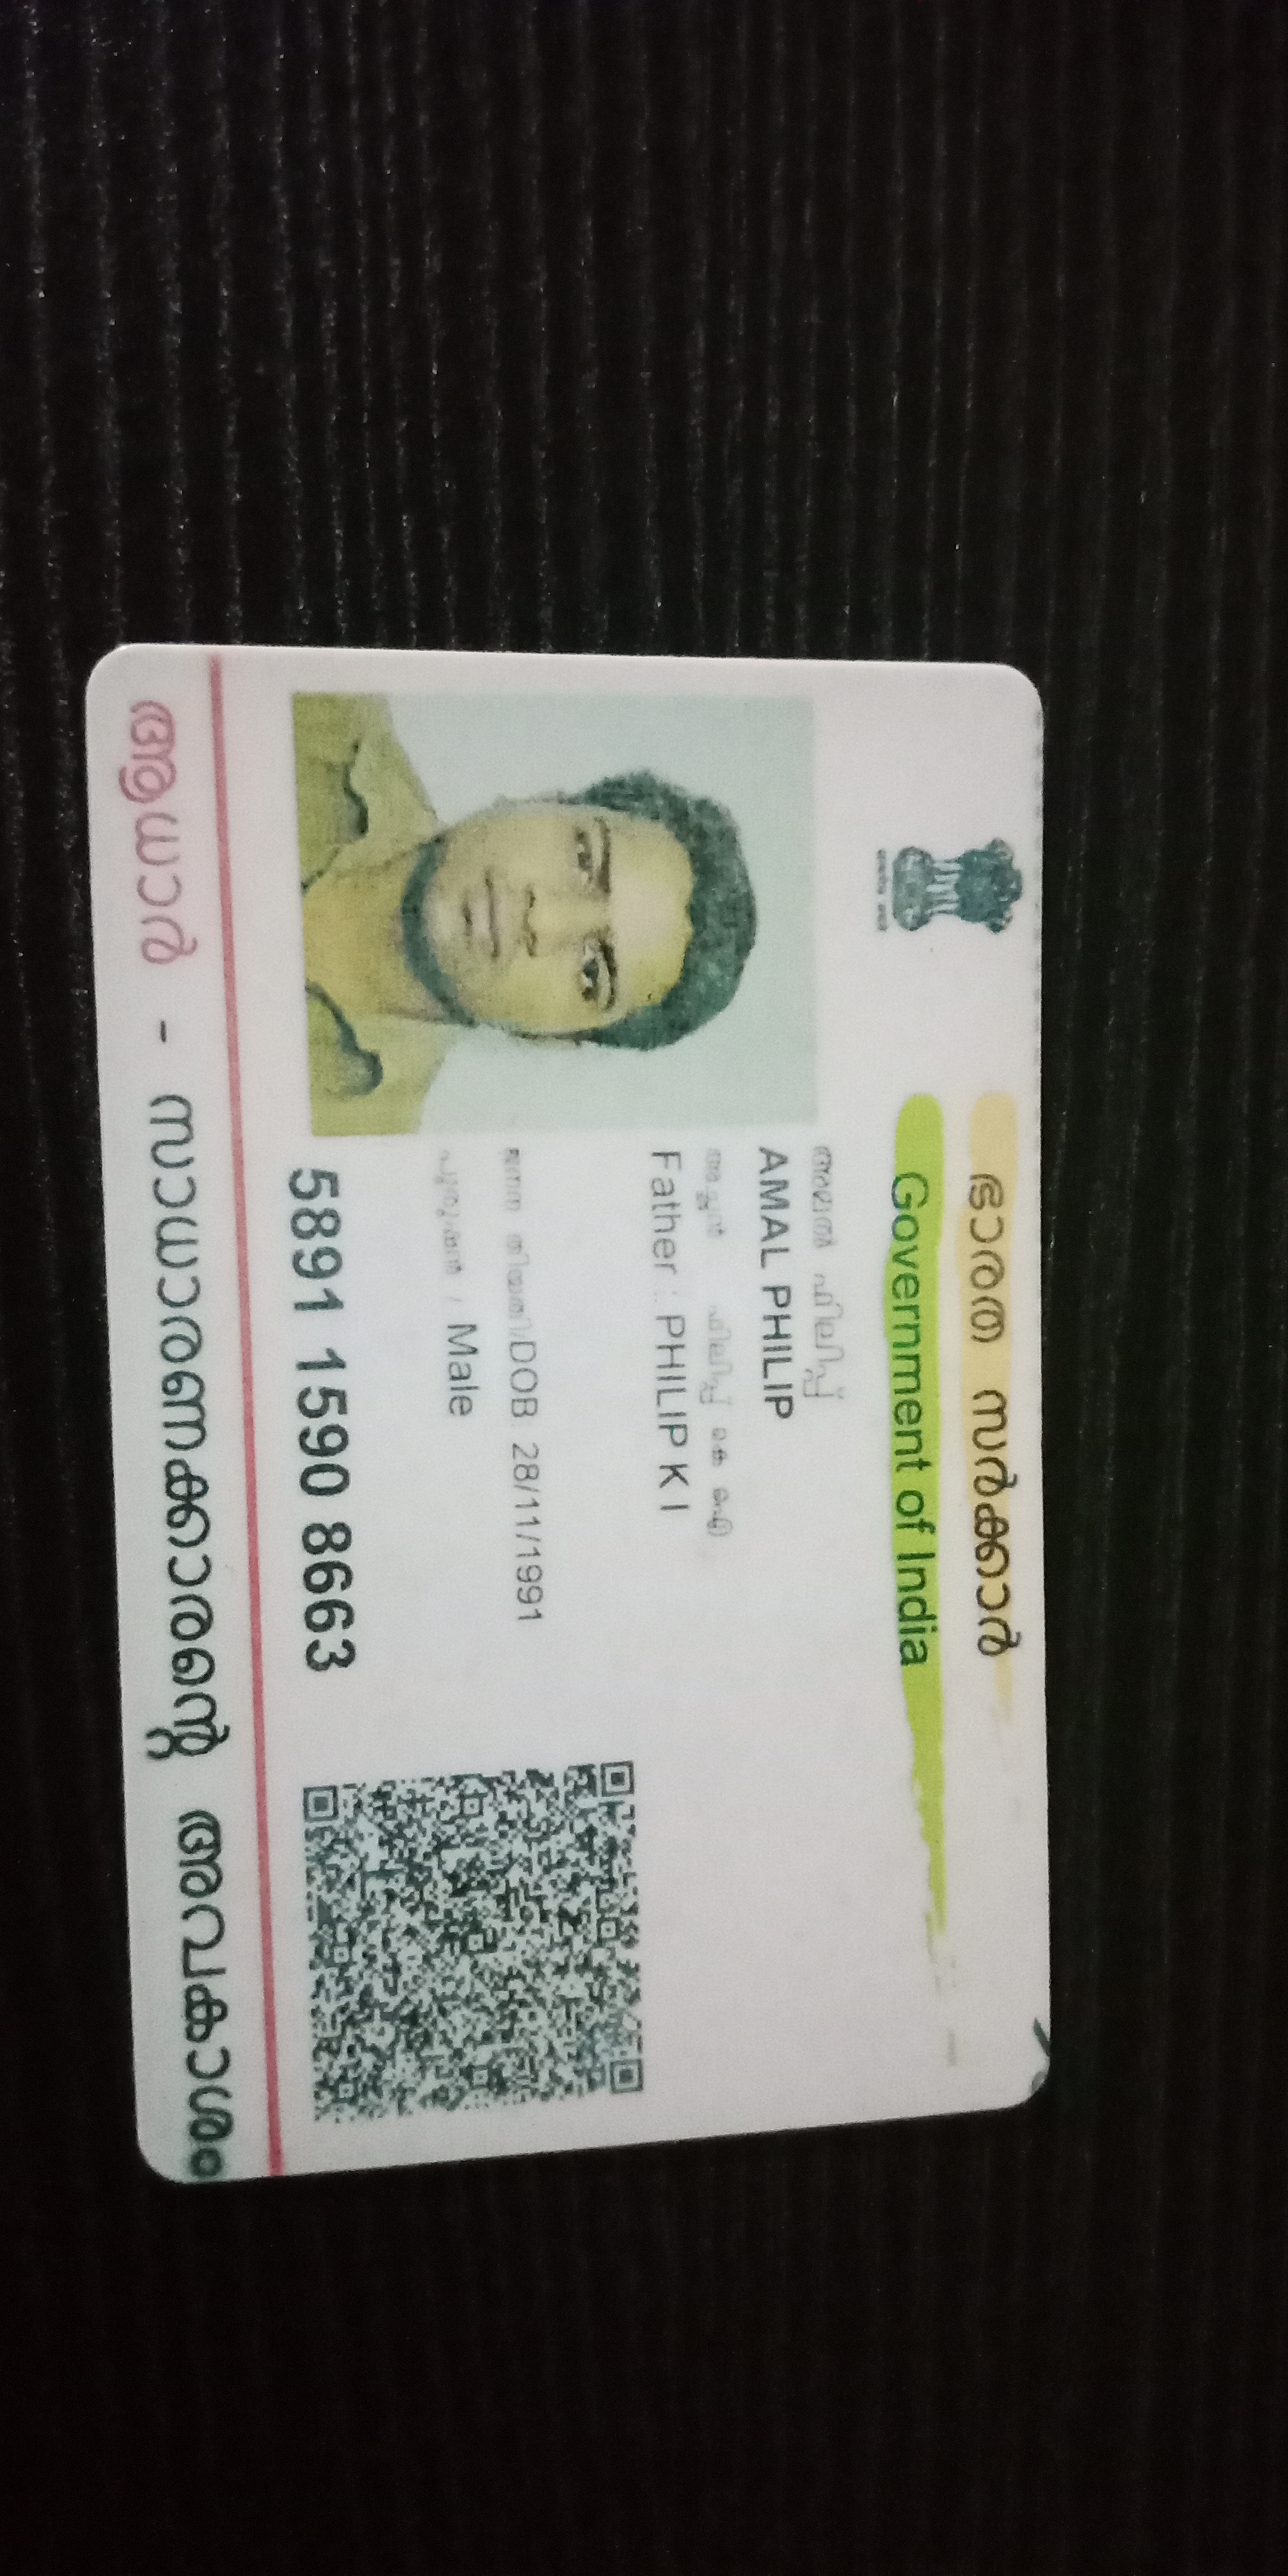 ഭാരത സർക്കാർ
Government of India
അമൽ ഫിലിപ്പ്
AMAL PHILIP
അച്ഛൻ ഫിലിപ്പ് കെ ഐ
Father : PHILIP K I
ജനന തിയതി/DOB 28/11/1991
പുരുഷൻ / Male
5891 1590 8663
ആധാർ - സാധാരണക്കാരന്റെ അവകാശം